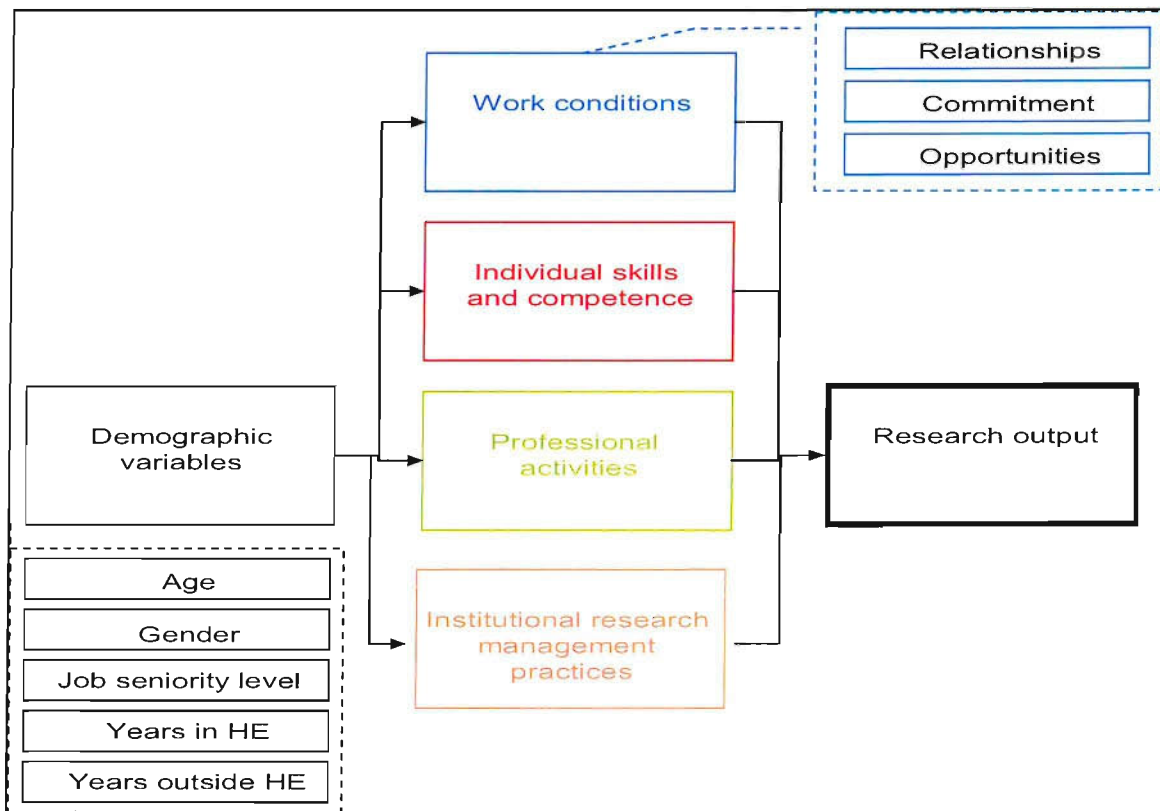 Work conditions
Relationships
Commitment
Opportunities
Individual skills
and competence
Demographic
variables
Professional
activities
Research output
Institutional research
management
practices
Age
Gender
Job seniority level
Years in HE
Years outside HE